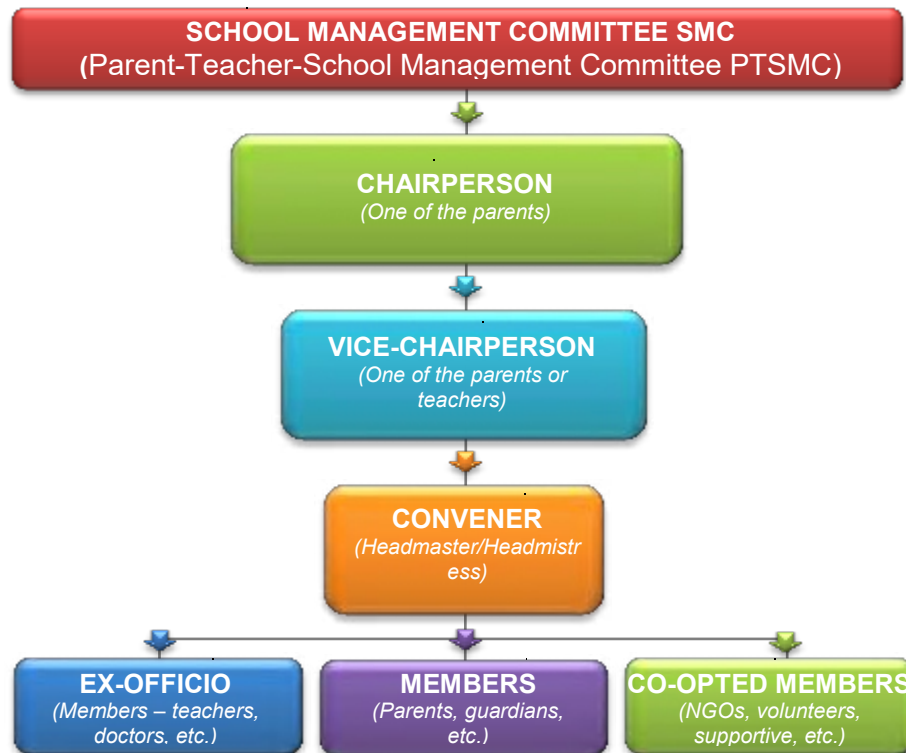 SCHOOL MANAGEMENT COMMITTEE SMC
(Parent-Teacher-School Management Committee PTSMC)
CHAIRPERSON
(One of the parents)
VICE-CHAIRPERSON
(One of the parents or
teachers)
CONVENER
(Headmaster/Headmistr
ess)
EX-OFFICIO
(Members – teachers,
doctors, etc.)
MEMBERS
(Parents, guardians,
etc.)
CO-OPTED MEMBERS
(NGOs, volunteers,
supportive, etc.)